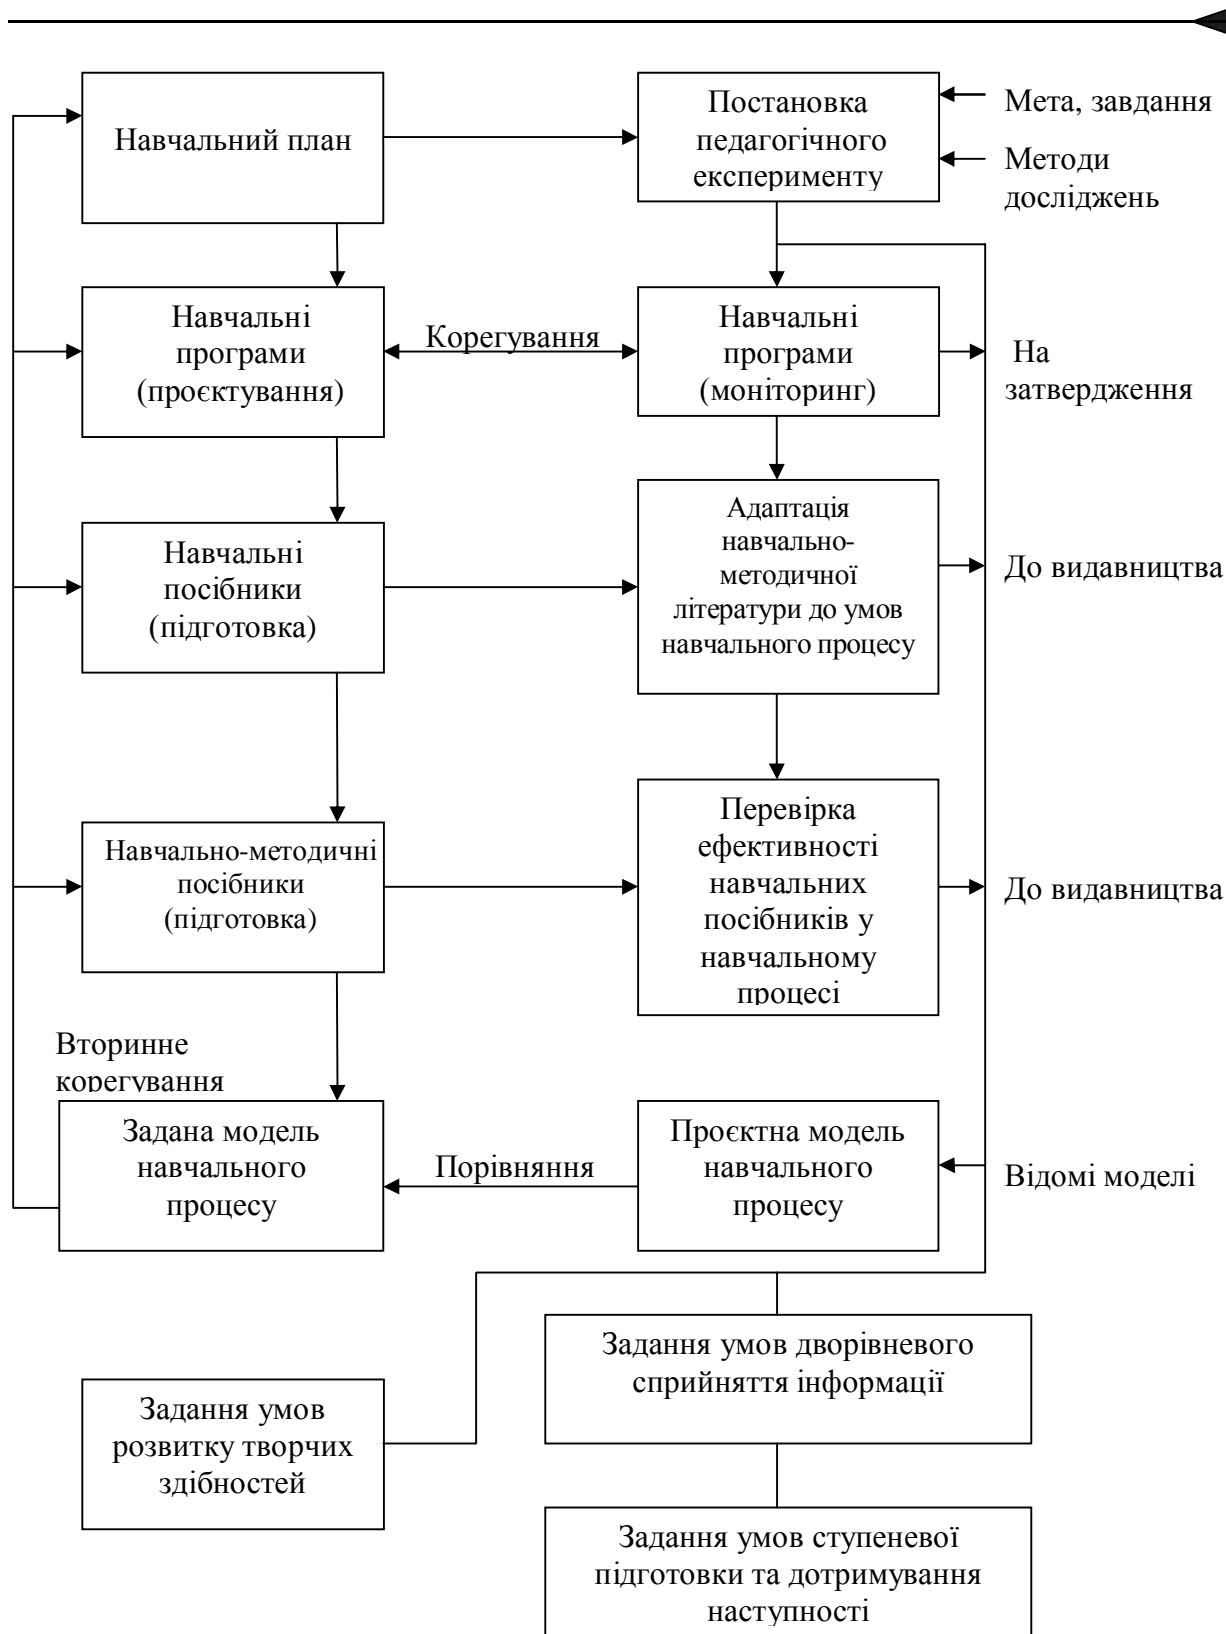 Навчальний план
Постановка
педагогічного
експерименту
Мета, завдання
Методи
досліджень
Навчальні
програми
(проєктування)
Корегування
Навчальні
програми
(моніторинг)
На
затвердження
Навчальні
посібники
(підготовка)
Адаптація
навчально-
методичної
літератури до умов
навчального процесу
До видавництва
Навчально-методичні
посібники
(підготовка)
Перевірка
ефективності
навчальних
посібників у
навчальному
процесі
До видавництва
Вторинне
корегування
Задана модель
навчального
процесу
Порівняння
Проєктна модель
навчального
процесу
Відомі моделі
Задання умов дворівневого
сприйняття інформації
Задання умов
розвитку творчих
здібностей
Задання умов ступеневої
підготовки та дотримування
наступності